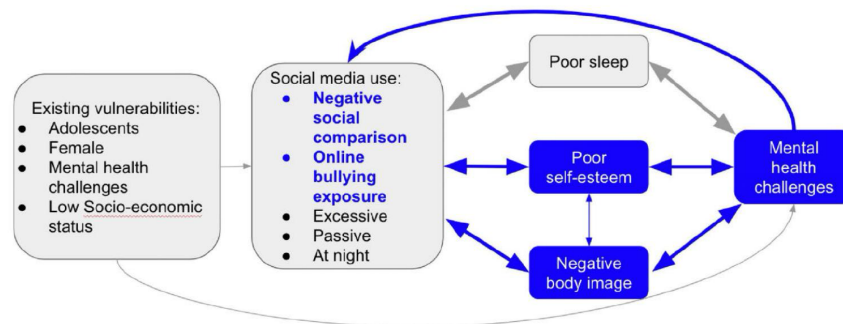 Existing vulnerabilities:
● Adolescents
● Female
● Mental health
challenges
● Low Socio-economic
status
Social media use:
● Negative
social
comparison
● Online
bullying
exposure
● Excessive
● Passive
● At night
Poor sleep
Poor
self-esteem
Negative
body image
Mental
health
challenges